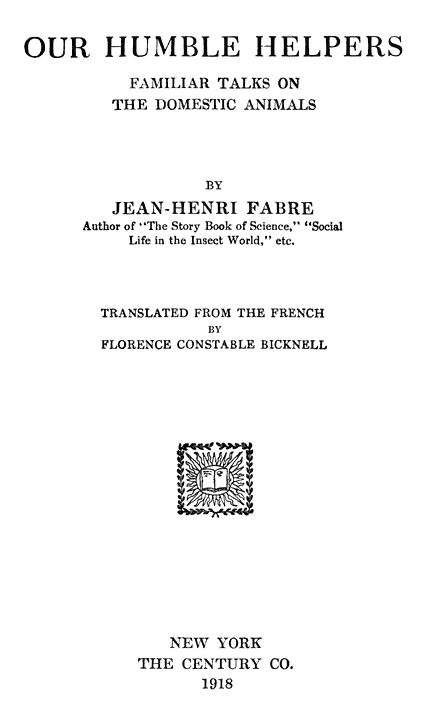 OUR HUMBLE HELPERS
FAMILIAR TALKS ON
THE DOMESTIC ANIMALS
BY
JEAN-HENRI FABRE
Author of "The Story Book of Science," "Social
Life in the Insect World," etc.
TRANSLATED FROM THE FRENCH
BY
FLORENCE CONSTABLE BICKNELL
NEW YORK
THE CENTURY CO.
1918